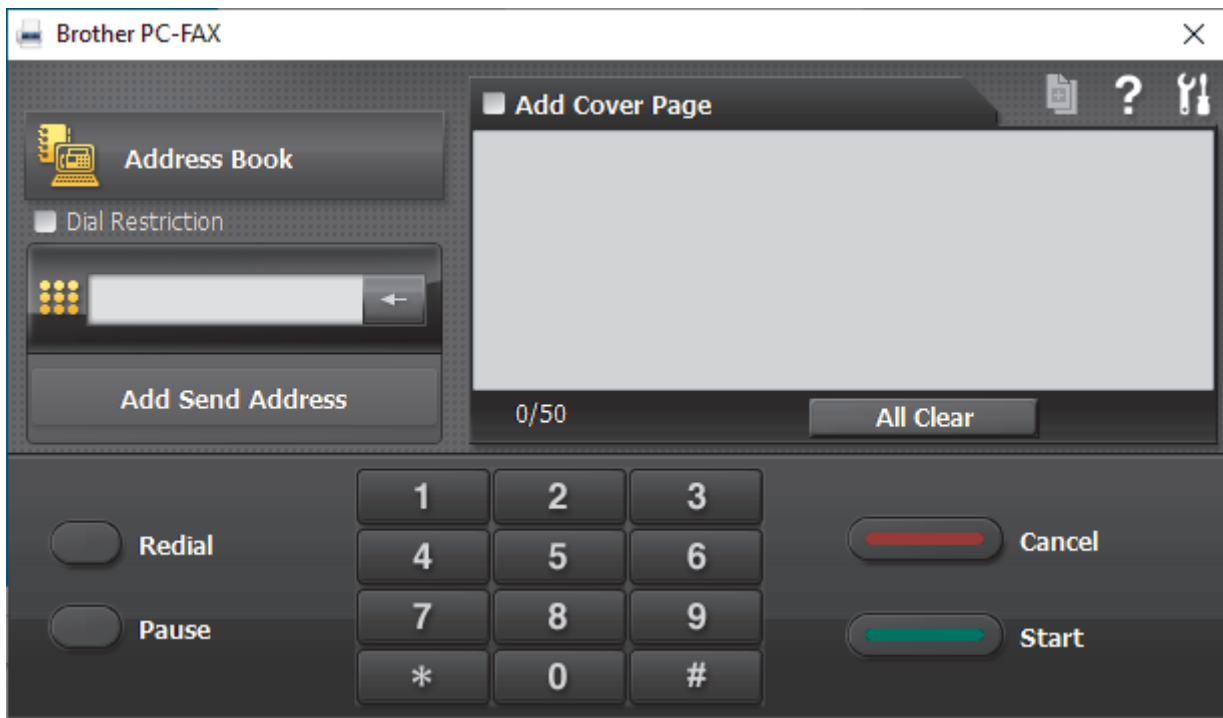 Brother PC-FAX
Address Book
Dial Restriction
Add Send Address
Add Cover Page
?
0/50
All Clear
Redial
Pause
1 2 3
4 5 6
7 8 9
* 0 #
Cancel
Start